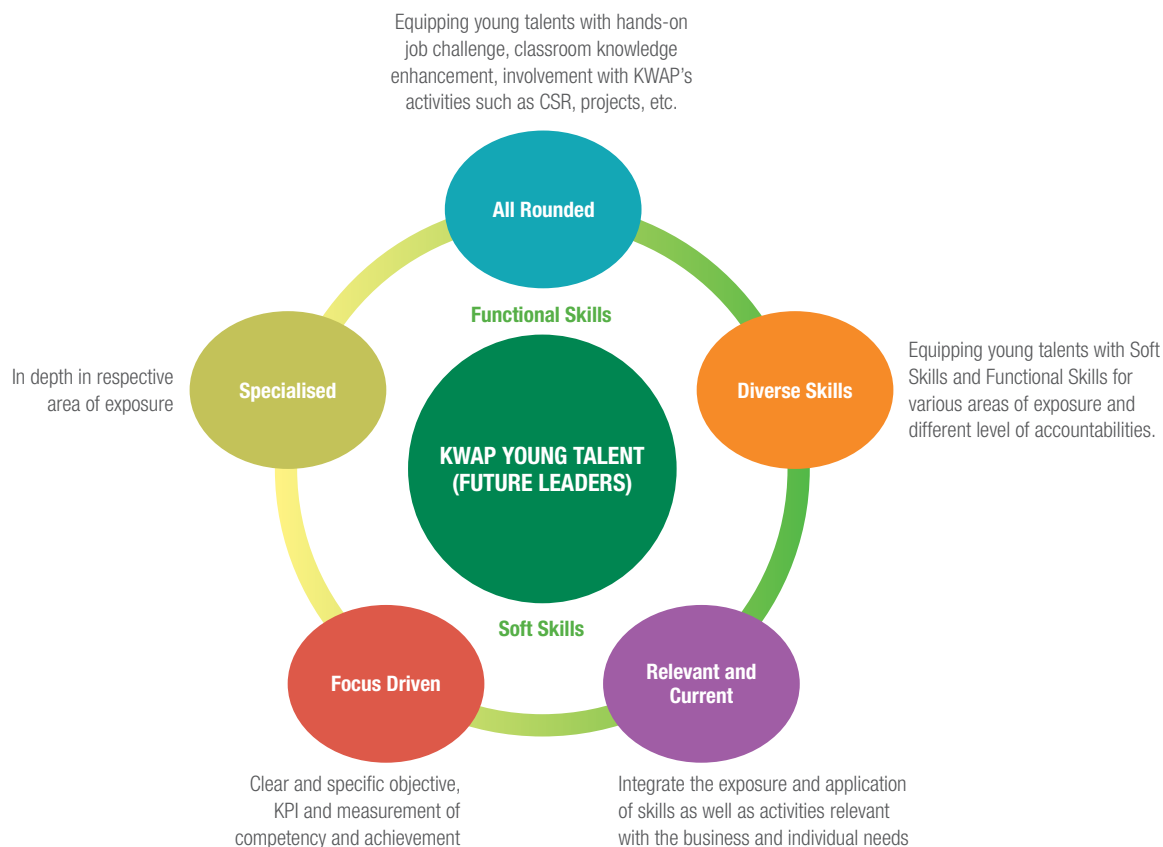 Equipping young talents with hands-on
job challenge, classroom knowledge
enhancement, involvement with KWAP's
activities such as CSR, projects, etc.
All Rounded
Functional Skills
Specialised
In depth in respective
area of exposure
Diverse Skills
Equipping young talents with Soft
Skills and Functional Skills for
various areas of exposure and
different level of accountabilities.
KWAP YOUNG TALENT
(FUTURE LEADERS)
Soft Skills
Focus Driven
Clear and specific objective,
KPI and measurement of
competency and achievement
Relevant and
Current
Integrate the exposure and application
of skills as well as activities relevant
with the business and individual needs